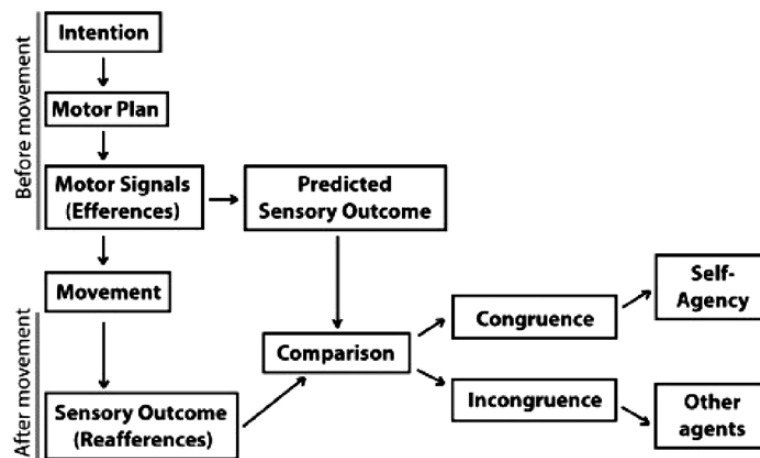 Before movement
Intention
Motor Plan
Motor Signals
(Efferences)
Predicted
Sensory Outcome
Movement
After movement
Sensory Outcome
(Reafferences)
Comparison
Congruence
Incongruence
Self-
Agency
Other
agents